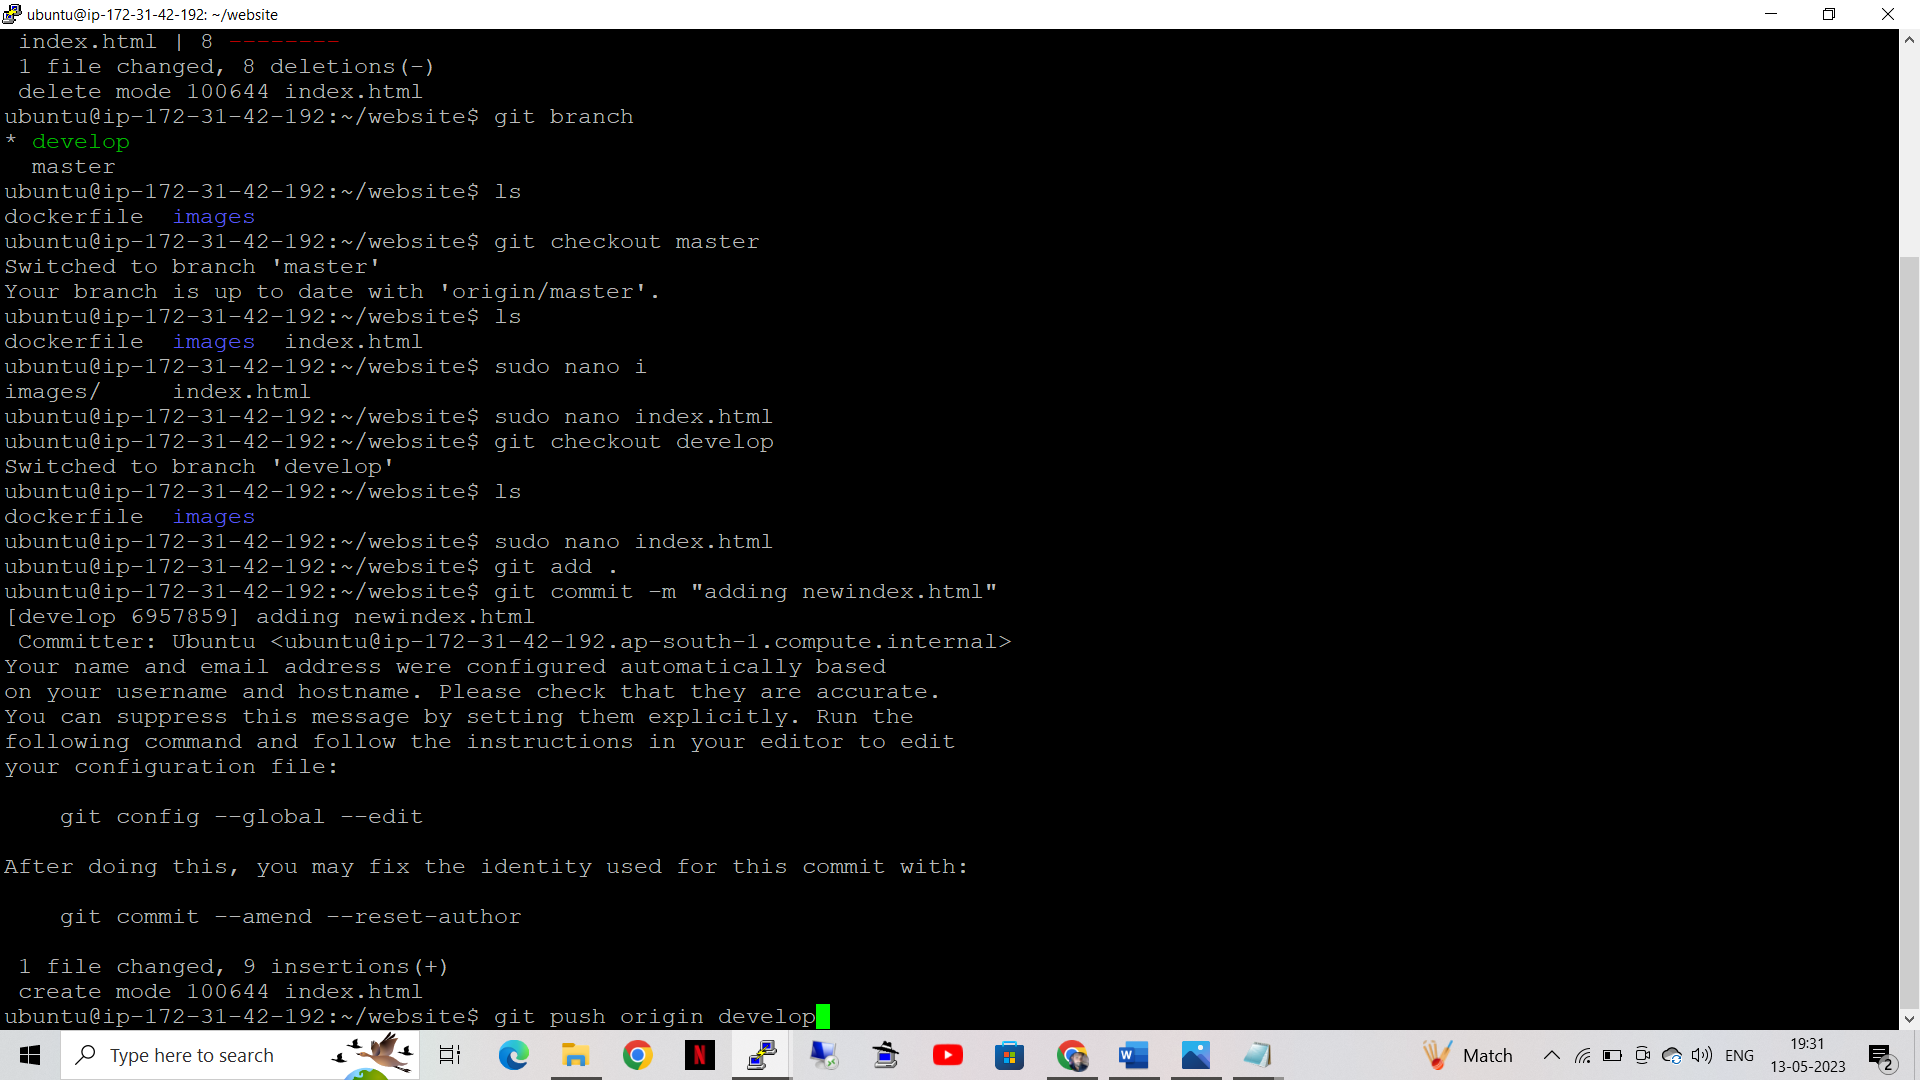 ubuntu@ip-172-31-42-192: ~/website
 index.html | 8 --------
 1 file changed, 8 deletions(-)
 delete mode 100644 index.html
ubuntu@ip-172-31-42-192:~/website$ git branch
* develop
  master
ubuntu@ip-172-31-42-192:~/website$ ls
dockerfile  images
ubuntu@ip-172-31-42-192:~/website$ git checkout master
Switched to branch 'master'
Your branch is up to date with 'origin/master'.
ubuntu@ip-172-31-42-192:~/website$ ls
dockerfile  images  index.html
ubuntu@ip-172-31-42-192:~/website$ sudo nano i
images/     index.html
ubuntu@ip-172-31-42-192:~/website$ sudo nano index.html
ubuntu@ip-172-31-42-192:~/website$ git checkout develop
Switched to branch 'develop'
ubuntu@ip-172-31-42-192:~/website$ ls
dockerfile  images
ubuntu@ip-172-31-42-192:~/website$ sudo nano index.html
ubuntu@ip-172-31-42-192:~/website$ git add .
ubuntu@ip-172-31-42-192:~/website$ git commit -m "adding newindex.html"
[develop 6957859] adding newindex.html
 Committer: Ubuntu <ubuntu@ip-172-31-42-192.ap-south-1.compute.internal>
Your name and email address were configured automatically based
on your username and hostname. Please check that they are accurate.
You can suppress this message by setting them explicitly. Run the
following command and follow the instructions in your editor to edit
your configuration file:
    git config --global --edit
After doing this, you may fix the identity used for this commit with:
    git commit --amend --reset-author
 1 file changed, 9 insertions(+)
 create mode 100644 index.html
ubuntu@ip-172-31-42-192:~/website$ git push origin develop
Type here to search
N
W
Match
ENG
19:31
13-05-2023
2